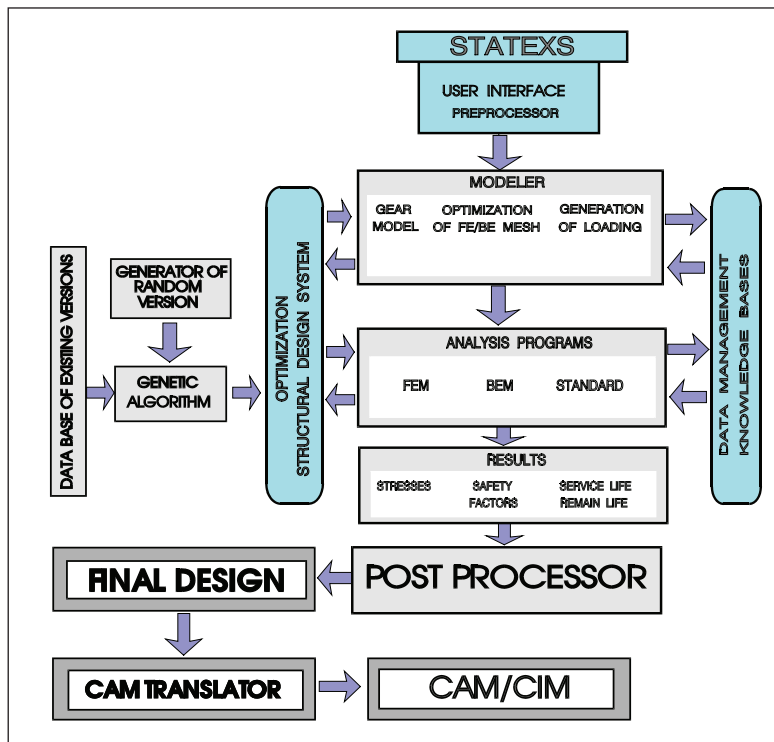 STATEXS
USER INTERFACE
PREPROCESSOR
MODELER
GEAR MODEL
OPTIMIZATION OF FE/BE MESH
GENERATION OF LOADING
GENERATOR OF
RANDOM
VERSION
DATA BASE OF EXISTING VERSIONS
GENETIC
ALGORITHM
OPTIMIZATION
STRUCTURAL DESIGN SYSTEM
DATA MANAGEMENT
KNOWLEDGE BASES
ANALYSIS PROGRAMS
FEM BEM STANDARD
RESULTS
STRESSES
SAFETY
FACTORS
SERVICE LIFE
REMAIN LIFE
POST PROCESSOR
FINAL DESIGN
CAM TRANSLATOR
CAM/CIM